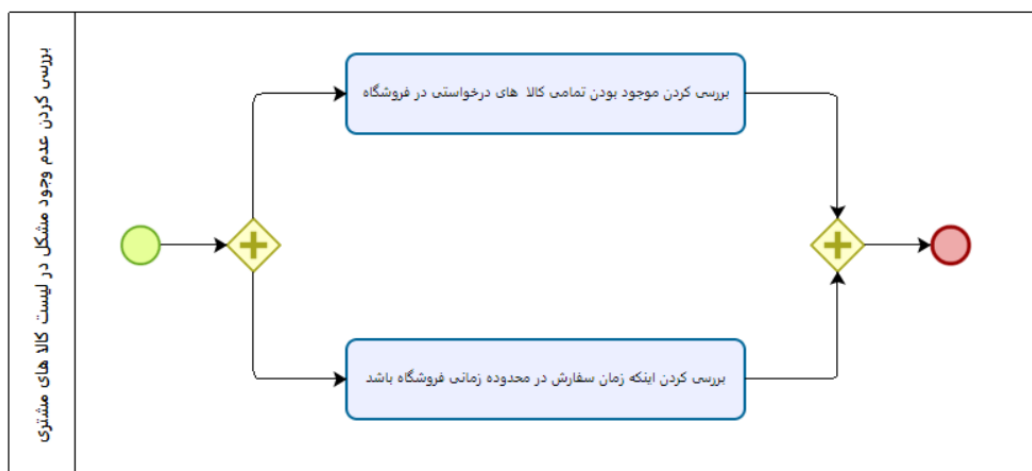 بررسی کردن عدم وجود مشکل در لیست کالا های مشتری
بررسی کردن موجود بودن تمامی کالا های درخواستی در فروشگاه
بررسی کردن اینکه زمان سفارش در محدوده زمانی فروشگاه باشد